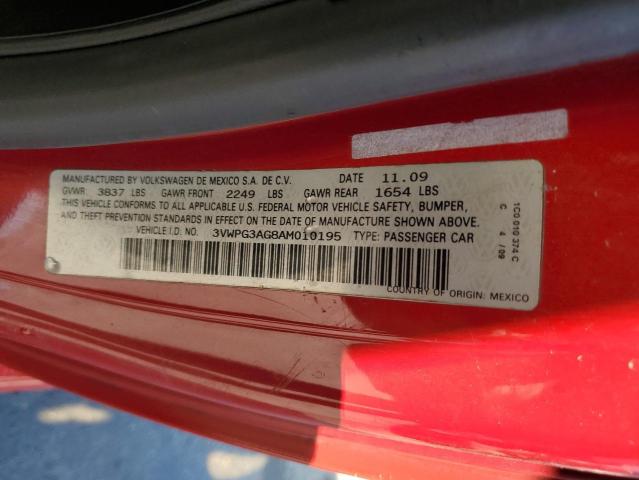 MANUFACTURED BY VOLKSWAGEN DE MEXICO S.A. DE C.V. DATE 11.09
GVWR: 3837 LBS GAWR FRONT 2249 LBS GAWR REAR 1654 LBS
THIS VEHICLE CONFORMS TO ALL APPLICABLE U.S. FEDERAL MOTOR VEHICLE SAFETY, BUMPER,
AND THEFT PREVENTION STANDARDS IN EFFECT ON THE DATE OF MANUFACTURE SHOWN ABOVE.
VEHICLE I.D. NO. 3VWPG3AG8AM010195 TYPE: PASSENGER CAR
COUNTRY OF ORIGIN: MEXICO
1C0 010 374 C
C 4 / 09